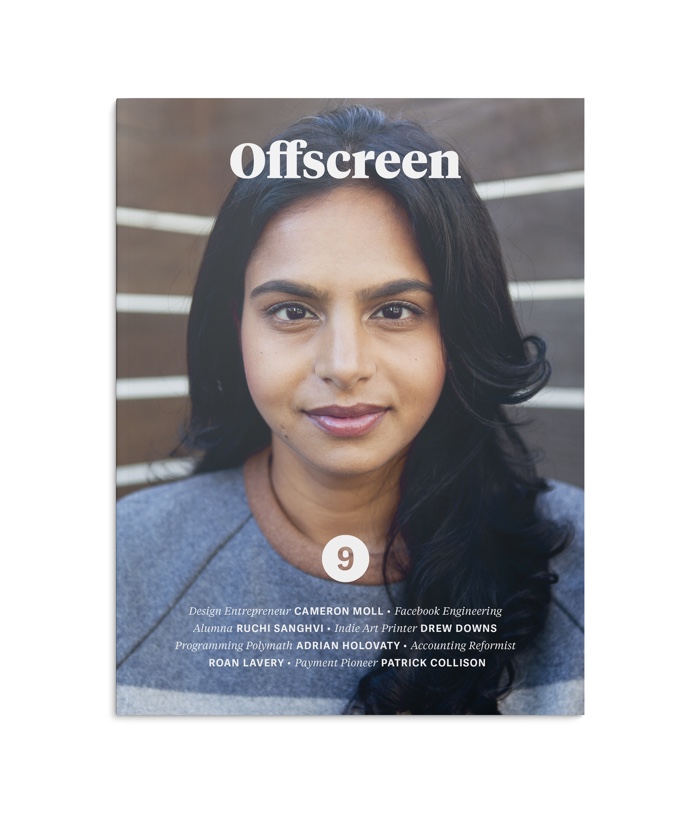 Offscreen
9
Design Entrepreneur CAMERON MOLL • Facebook Engineering
Alumna RUCHI SANGHVI • Indie Art Printer DREW DOWNS
Programming Polymath ADRIAN HOLOVATY • Accounting Reformist
ROAN LAVERY • Payment Pioneer PATRICK COLLISON